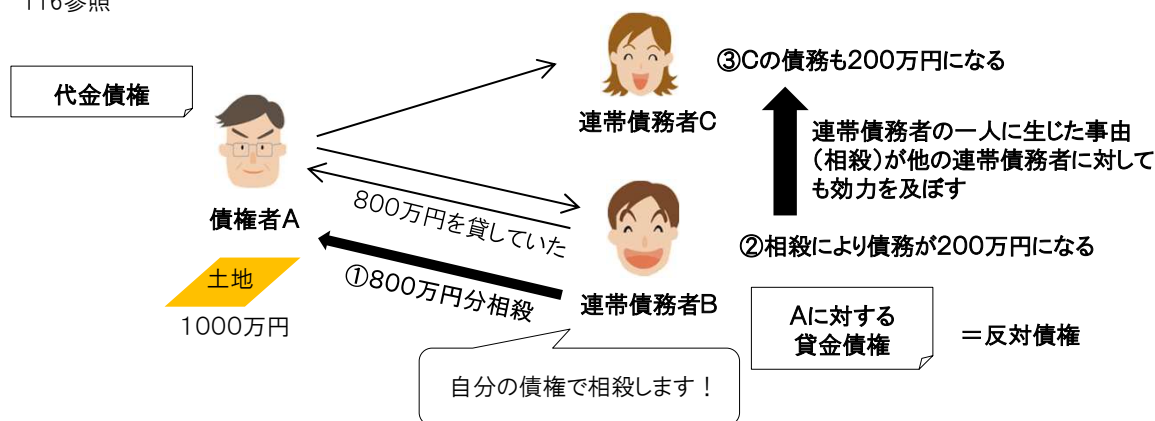 116参照
代金債権
債権者A
土地
1000万円
800万円を貸していた
①800万円分相殺
連帯債務者C
③Cの債務も200万円になる
連帯債務者の一人に生じた事由
（相殺）が他の連帯債務者に対して
も効力を及ぼす
②相殺により債務が200万円になる
連帯債務者B
自分の債権で相殺します！
Aに対する
貸金債権
＝反対債権